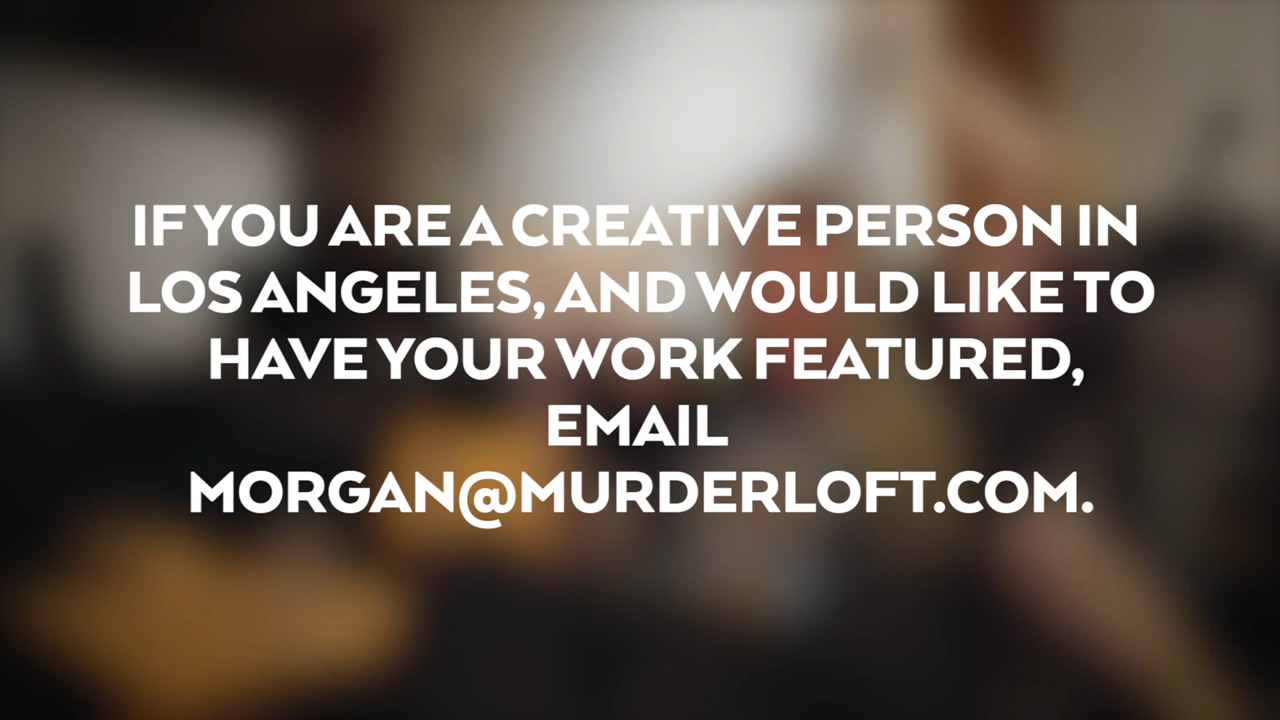 IF YOU ARE A CREATIVE PERSON IN
LOS ANGELES, AND WOULD LIKE TO
HAVE YOUR WORK FEATURED,
EMAIL
MORGAN@MURDERLOFT.COM.